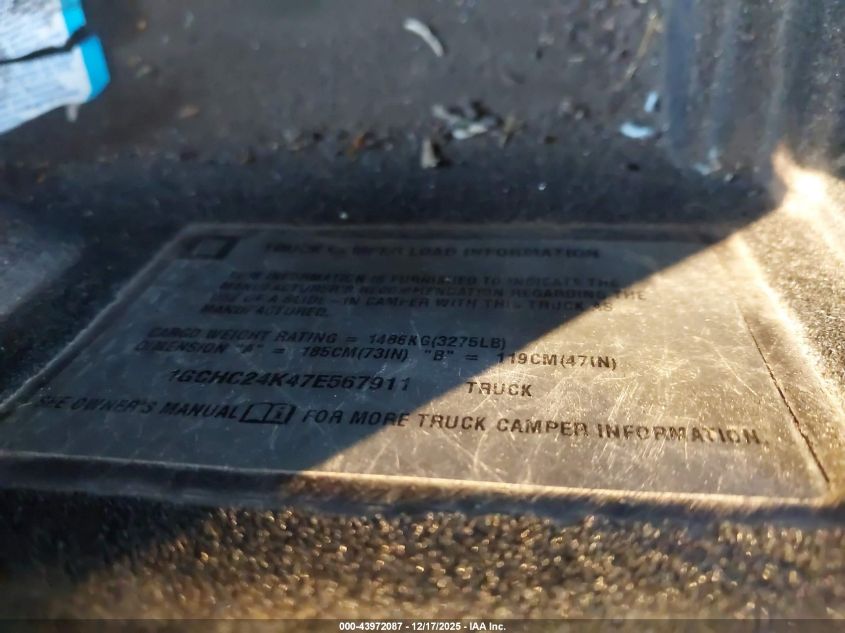 TRUCK CAMPER LOAD INFORMATION
THIS INFORMATION IS FURNISHED TO INDICATE THE
MANUFACTURER'S RECOMMENDATION REGARDING THE
USE OF A SLIDE-IN CAMPER WITH THIS TRUCK AS
MANUFACTURED.
CARGO WEIGHT RATING = 1486KG(3275LB)
DIMENSION "A" = 185CM(73IN) "B" = 119CM(47IN)
1GCHC24K47E567911 TRUCK
SEE OWNER'S MANUAL FOR MORE TRUCK CAMPER INFORMATION.
000-43972087 - 12/17/2025 - IAA Inc.